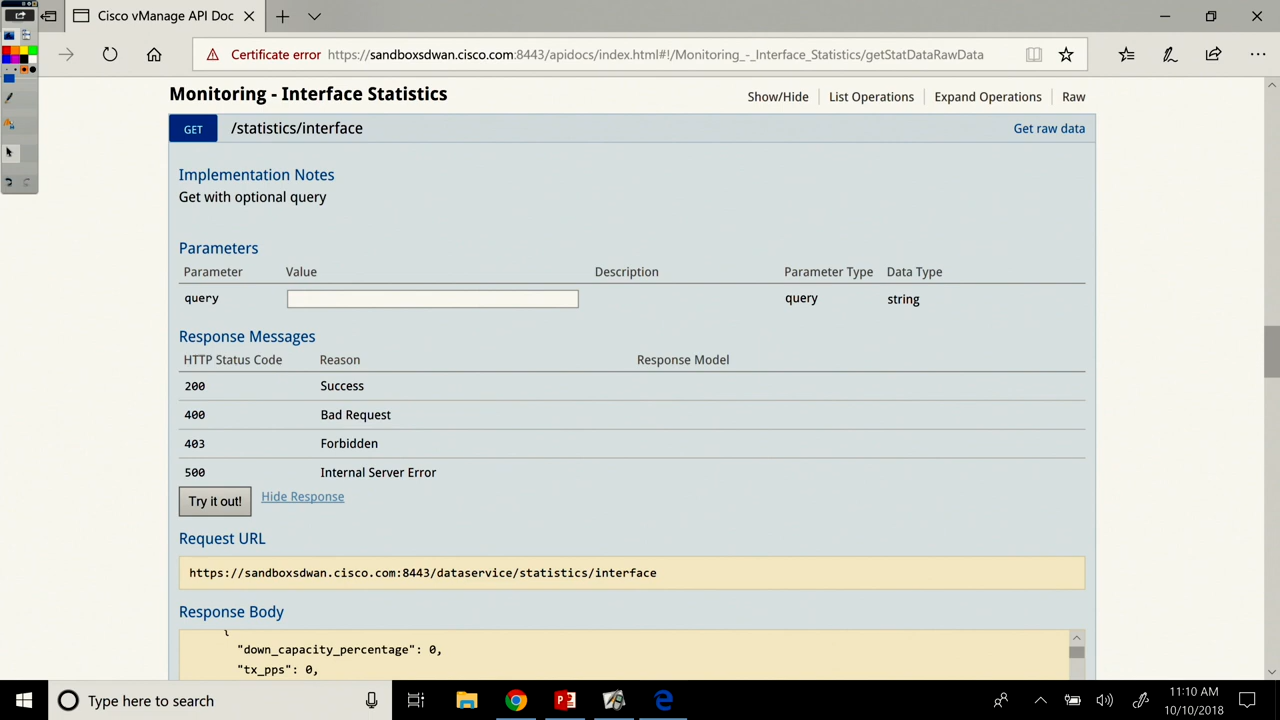 Cisco vManage API Doc
Certificate error https://sandboxsdwan.cisco.com:8443/apidocs/index.html#!/Monitoring_-_Interface_Statistics/getStatDataRawData
Monitoring - Interface Statistics
Show/Hide List Operations Expand Operations Raw
GET /statistics/interface Get raw data
Implementation Notes
Get with optional query
Parameters
Parameter Value Description Parameter Type Data Type
query query string
Response Messages
HTTP Status Code Reason Response Model
200 Success
400 Bad Request
403 Forbidden
500 Internal Server Error
Try it out! Hide Response
Request URL
https://sandboxsdwan.cisco.com:8443/dataservice/statistics/interface
Response Body
{
"down_capacity_percentage": 0,
"tx_pps": 0,
Type here to search
11:10 AM
10/10/2018